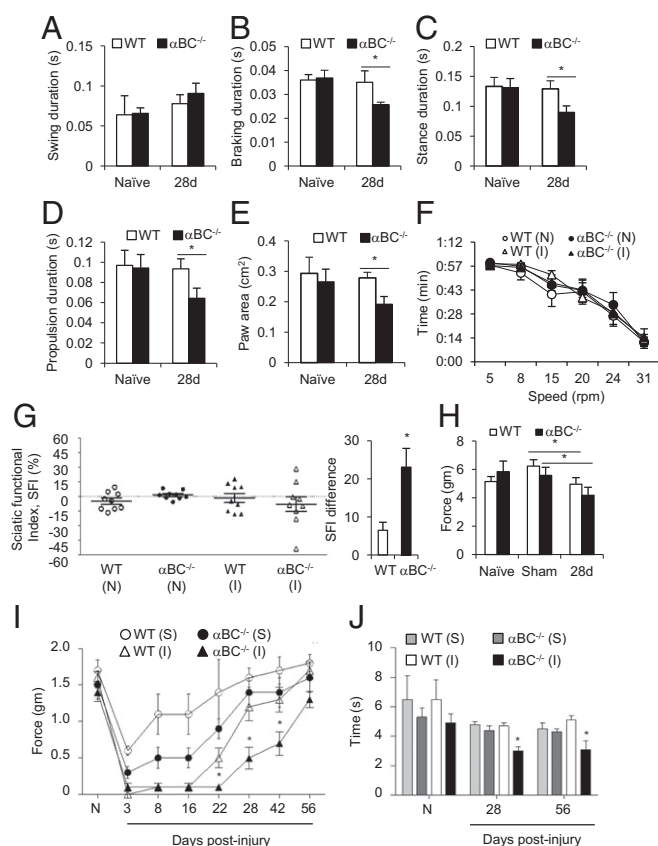 A
WT αBC⁻/⁻
Swing duration (s)
0.15
0.1
0.05
0
Naïve 28d
B
WT αBC⁻/⁻
Braking duration (s)
0.05
0.04
0.03
0.02
0.01
0
*
Naïve 28d
C
WT αBC⁻/⁻
Stance duration (s)
0.2
0.15
0.1
0.05
0
*
Naïve 28d
D
WT αBC⁻/⁻
Propulsion duration (s)
0.12
0.1
0.08
0.06
0.04
0.02
0
*
Naïve 28d
E
WT αBC⁻/⁻
Paw area (cm²)
0.4
0.3
0.2
0.1
0
*
Naïve 28d
F
WT (N) αBC⁻/⁻ (N)
WT (I) αBC⁻/⁻ (I)
Time (min)
1:12
0:57
0:43
0:28
0:14
0:00
5 8 15 20 24 31
Speed (rpm)
G
Sciatic functional
Index, SFI (%)
60
45
30
15
0
-15
-30
-45
-60
WT αBC⁻/⁻ WT αBC⁻/⁻
(N) (N) (I) (I)
SFI difference
30
20
10
0
*
WT αBC⁻/⁻
H
WT αBC⁻/⁻
Force (gm)
8
6
4
2
0
*
*
Naïve Sham 28d
I
WT (S) αBC⁻/⁻ (S)
WT (I) αBC⁻/⁻ (I)
Force (gm)
2.0
1.5
1.0
0.5
0
* * *
N 3 8 16 22 28 42 56
Days post-injury
J
WT (S) αBC⁻/⁻ (S)
WT (I) αBC⁻/⁻ (I)
Time (s)
10
8
6
4
2
0
* *
N 28 56
Days post-injury